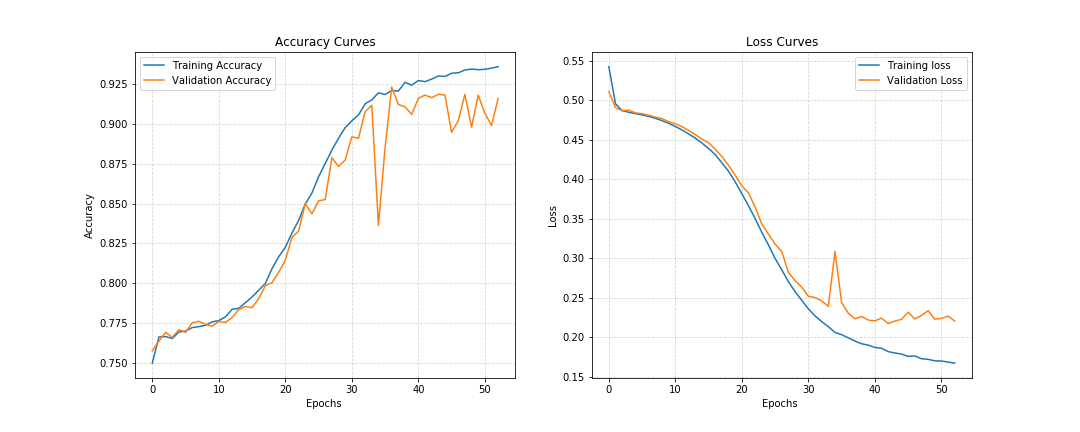 Accuracy Curves
Training Accuracy
Validation Accuracy
0.925
0.900
0.875
0.850
0.825
0.800
0.775
0.750
Accuracy
0 10 20 30 40 50
Epochs
Loss Curves
Training loss
Validation Loss
0.55
0.50
0.45
0.40
0.35
0.30
0.25
0.20
0.15
Loss
0 10 20 30 40 50
Epochs